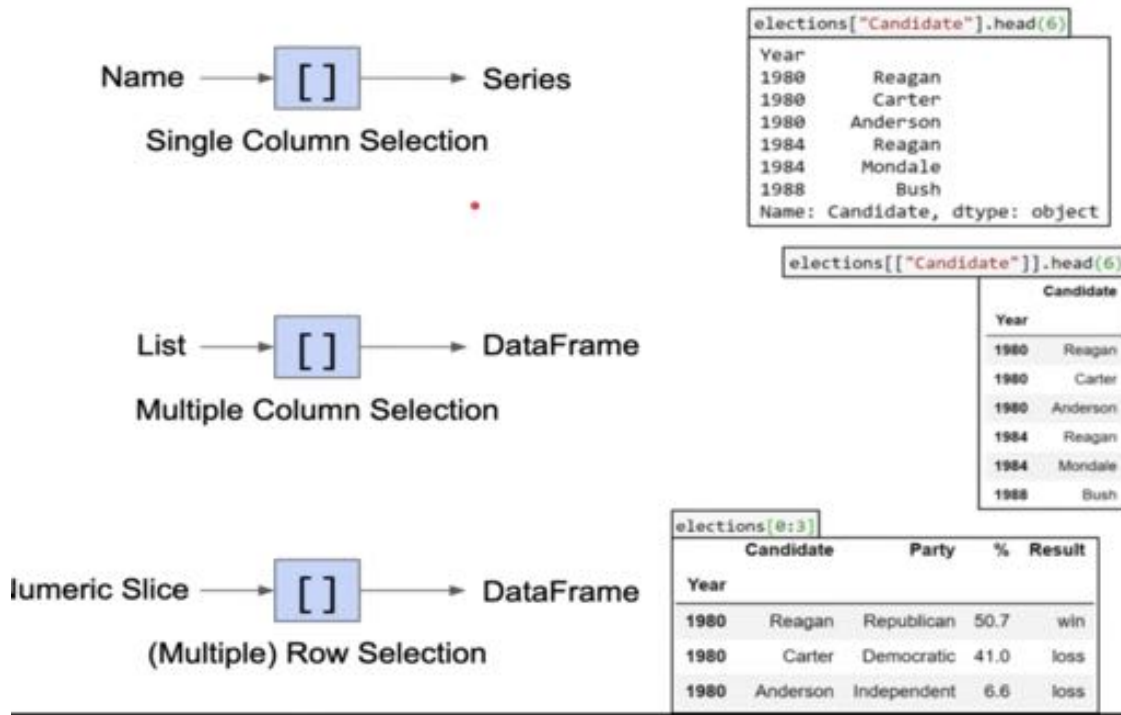 Name [] Series
Single Column Selection
elections["Candidate"].head(6)
Year
1980 Reagan
1980 Carter
1980 Anderson
1984 Reagan
1984 Mondale
1988 Bush
Name: Candidate, dtype: object
List [] DataFrame
Multiple Column Selection
elections[["Candidate"]].head(6)
Candidate
Year
1980 Reagan
1980 Carter
1980 Anderson
1984 Reagan
1984 Mondale
1988 Bush
umeric Slice [] DataFrame
(Multiple) Row Selection
elections[0:3]
Candidate Party % Result
Year
1980 Reagan Republican 50.7 win
1980 Carter Democratic 41.0 loss
1980 Anderson Independent 6.6 loss